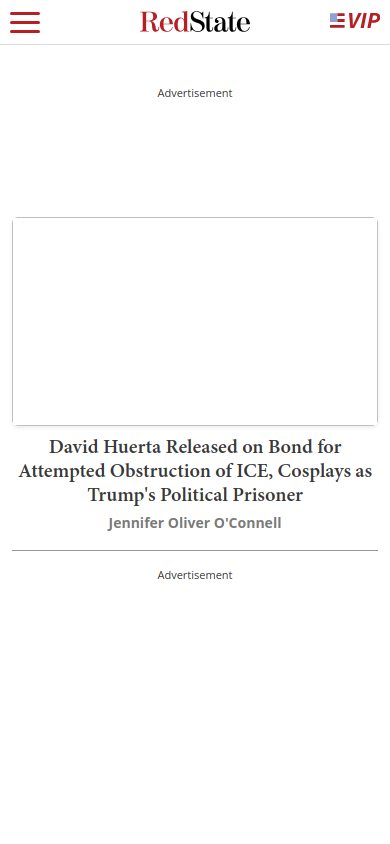 RedState
VIP
Advertisement
David Huerta Released on Bond for
Attempted Obstruction of ICE, Cosplays as
Trump's Political Prisoner
Jennifer Oliver O'Connell
Advertisement